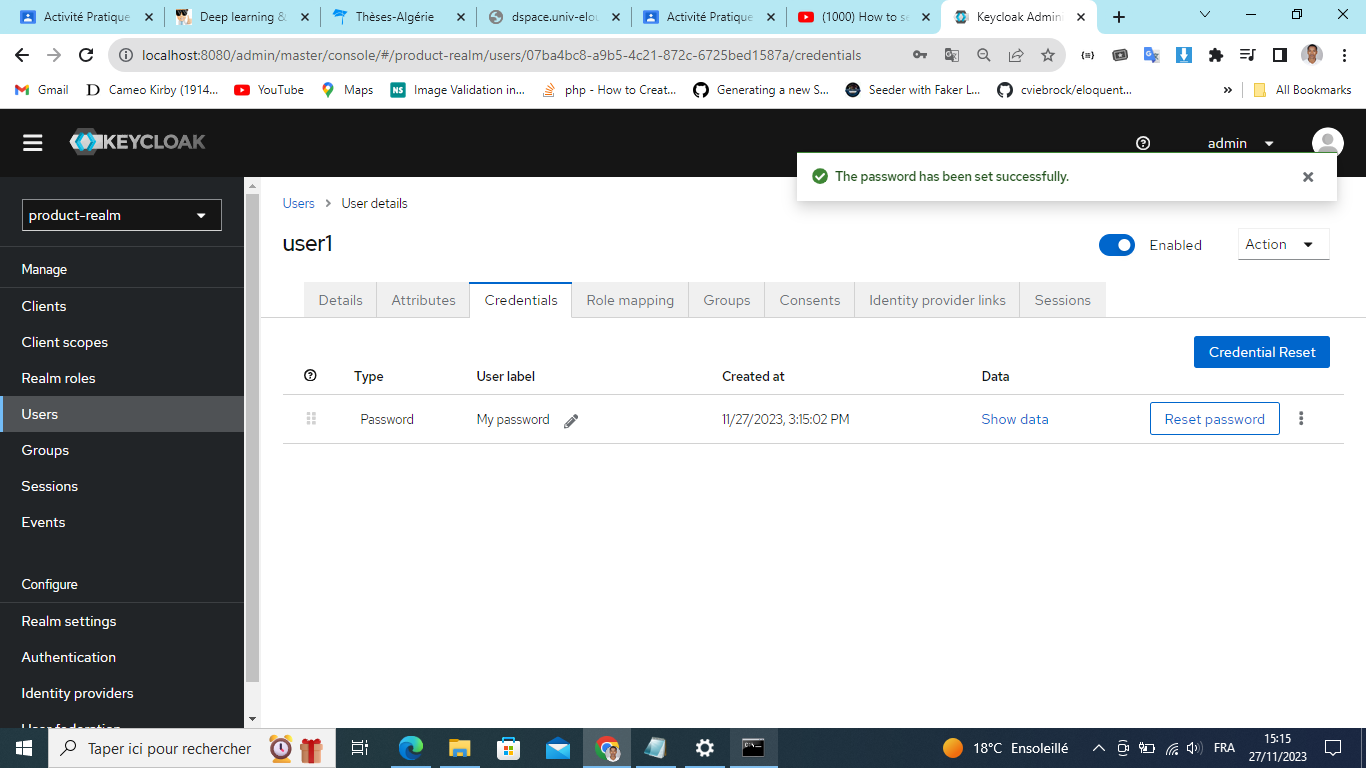 Activité Pratique
Deep learning &
Thèses-Algérie
dspace.univ-elou
Activité Pratique
(1000) How to se
Keycloak Admini
localhost:8080/admin/master/console/#/product-realm/users/07ba4bc8-a9b5-4c21-872c-6725bed1587a/credentials
Gmail
Cameo Kirby (1914...
YouTube
Maps
NS
Image Validation in...
php - How to Creat...
Generating a new S...
Seeder with Faker L...
cviebrock/eloquent...
»
All Bookmarks
KEYCLOAK
admin
The password has been set successfully.
product-realm
Manage
Clients
Client scopes
Realm roles
Users
Groups
Sessions
Events
Configure
Realm settings
Authentication
Identity providers
User federation
Users > User details
user1
Enabled
Action
Details
Attributes
Credentials
Role mapping
Groups
Consents
Identity provider links
Sessions
Credential Reset
Type User label Created at Data
Password My password 11/27/2023, 3:15:02 PM Show data Reset password
Taper ici pour rechercher
18°C Ensoleillé
FRA
15:15
27/11/2023